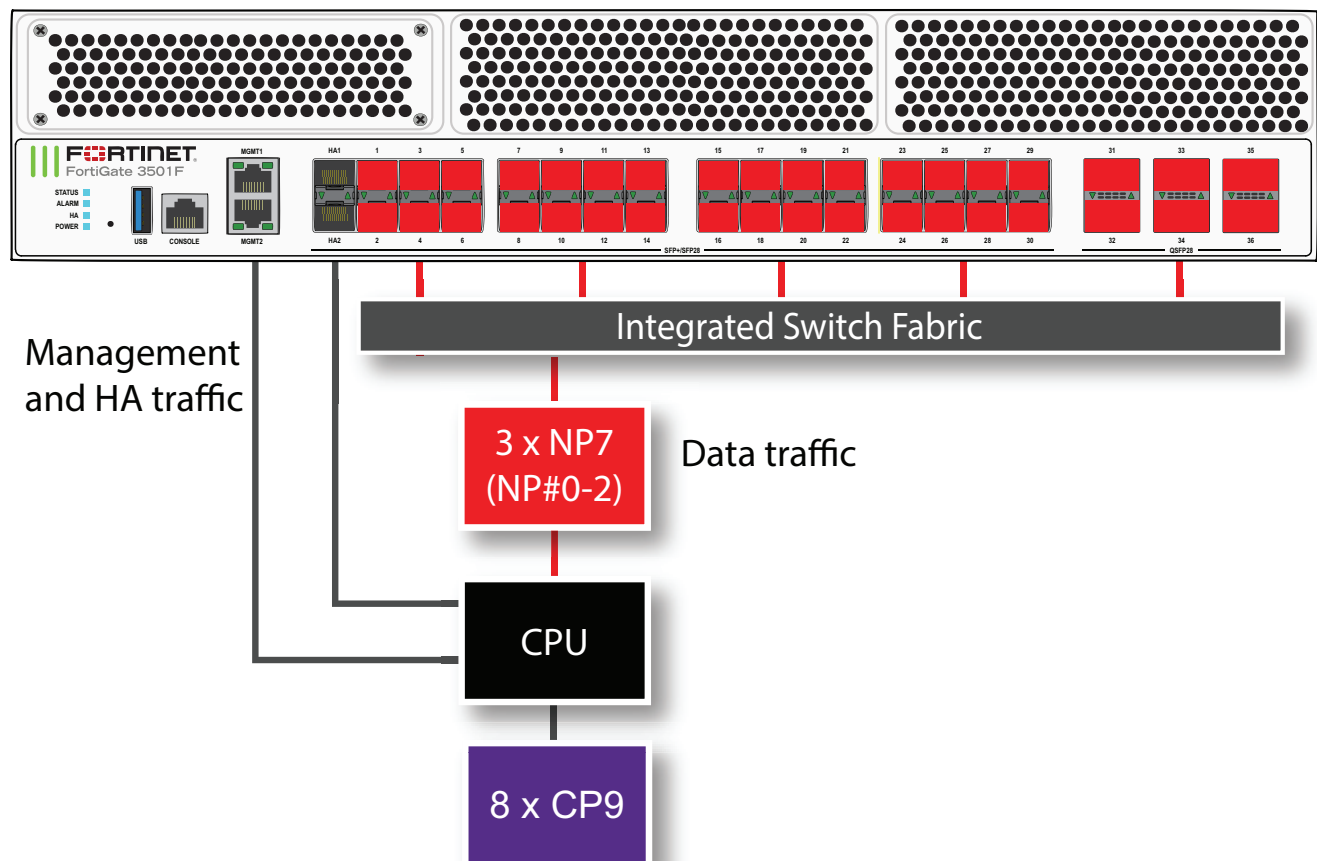 FORTINET
FortiGate 3501F
STATUS
ALARM
HA
POWER
USB
CONSOLE
MGMT1
MGMT2
HA1 1 3 5 7 9 11 13 15 17 19 21 23 25 27 29 31 33 35
HA2 2 4 6 8 10 12 14 16 18 20 22 24 26 28 30 32 34 36
SFP+/SFP28
QSFP28
Integrated Switch Fabric
Management
and HA traffic
3 x NP7
(NP#0-2)
Data traffic
CPU
8 x CP9